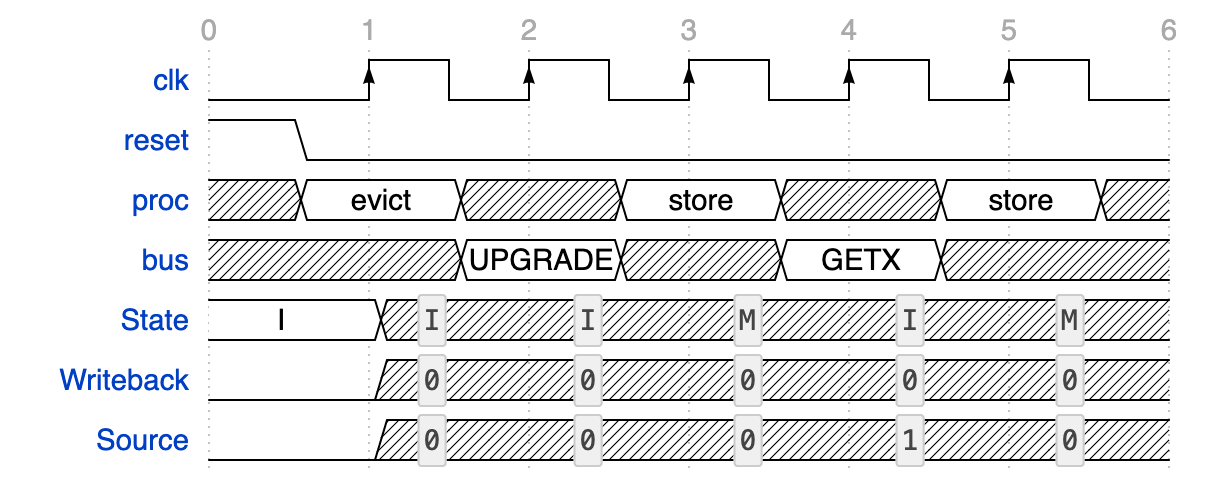 0 1 2 3 4 5 6
clk
reset
proc evict store store
bus UPGRADE GETX
State I I I M I M
Writeback 0 0 0 0 0
Source 0 0 0 1 0